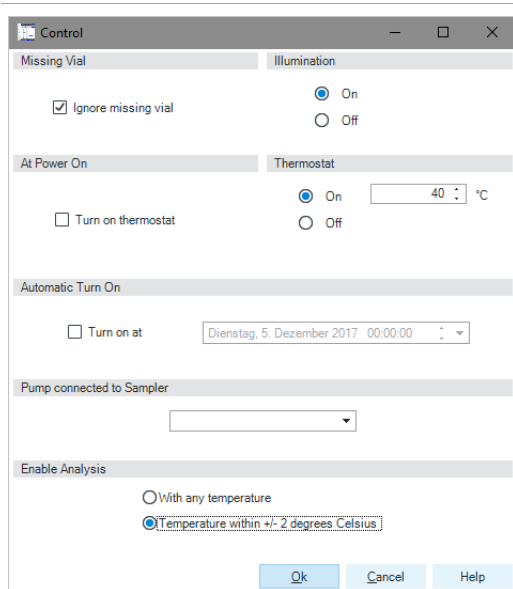 Control
Missing Vial
Illumination
Ignore missing vial
On
Off
At Power On
Thermostat
Turn on thermostat
On
40
°C
Off
Automatic Turn On
Turn on at
Dienstag, 5. Dezember 2017 00:00:00
Pump connected to Sampler
Enable Analysis
With any temperature
Temperature within +/- 2 degrees Celsius
Ok
Cancel
Help